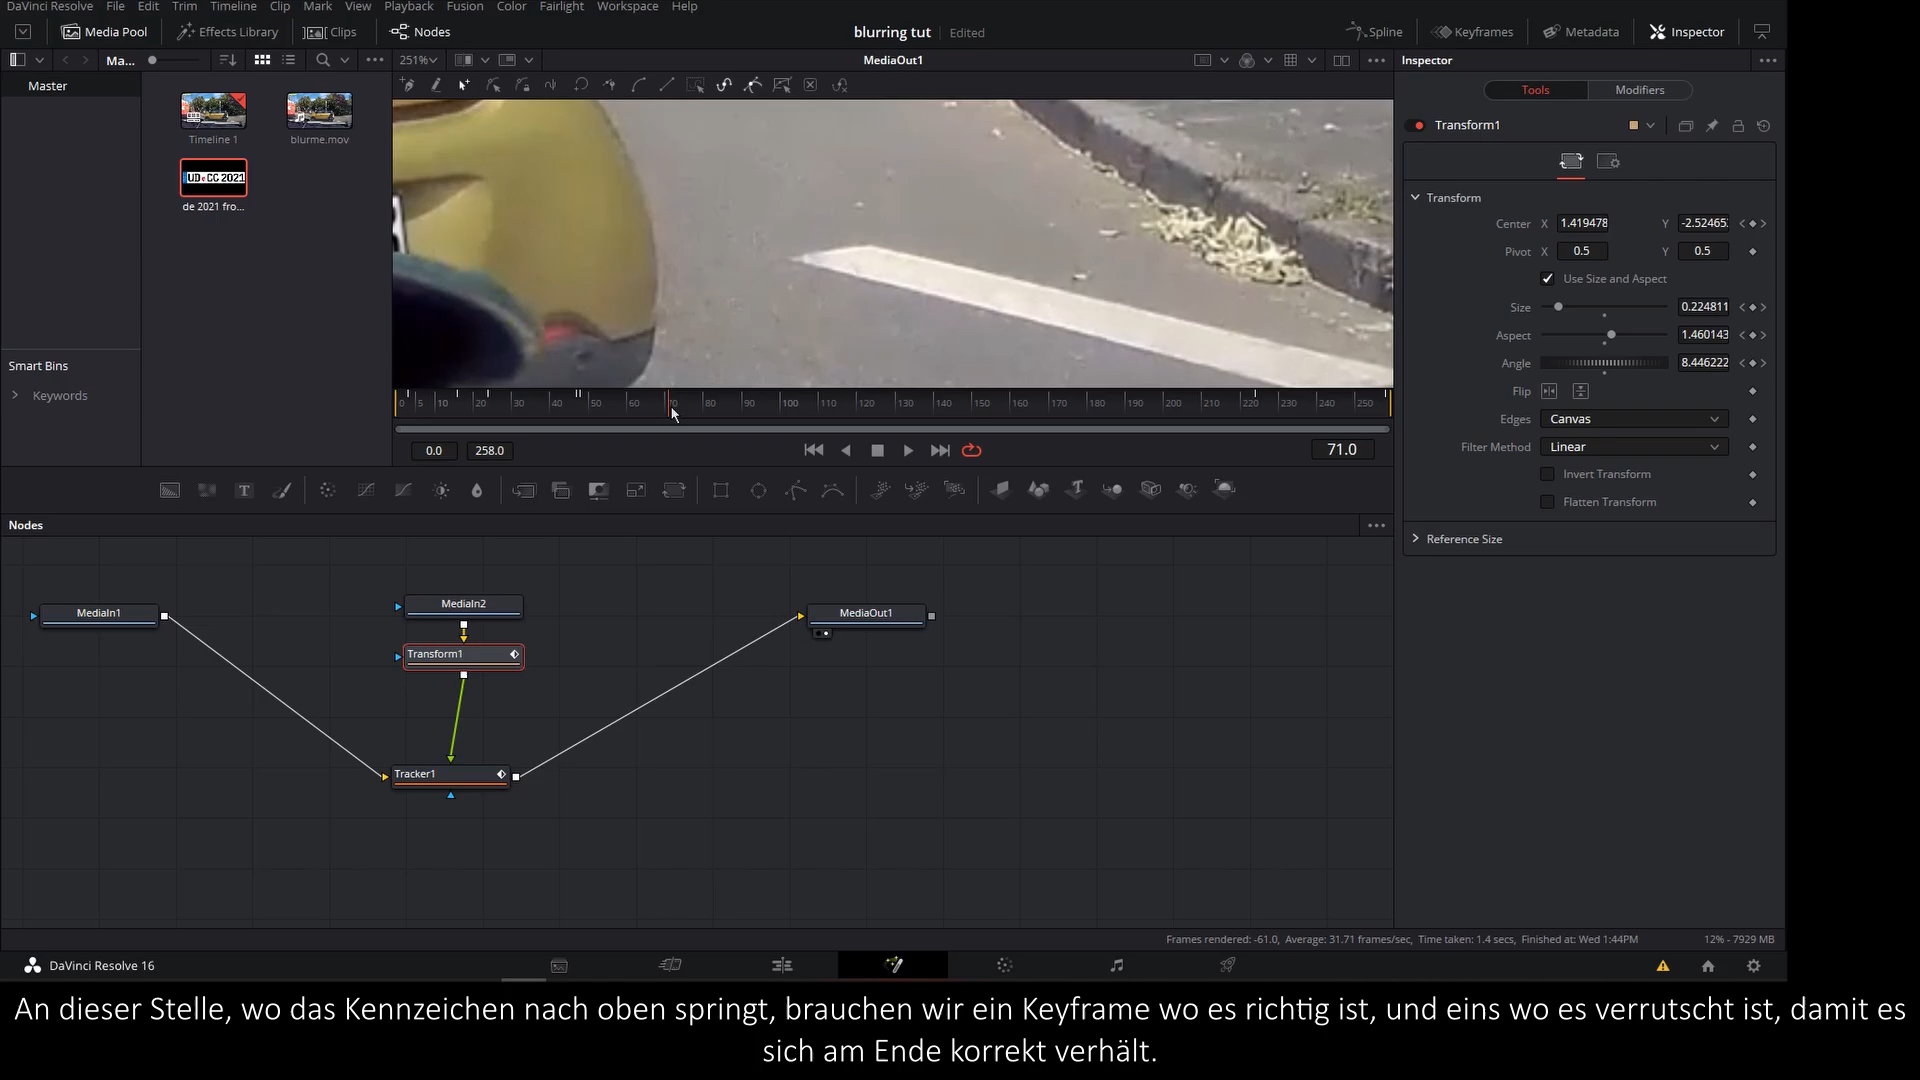 DaVinci Resolve File Edit Trim Timeline Clip Mark View Playback Fusion Color Fairlight Workspace Help
Media Pool Effects Library Clips Nodes blurring tut Edited Spline Keyframes Metadata Inspector
Ma... 251% MediaOut1 Inspector
Master
Timeline 1 blurme.mov
UD CC 2021
de 2021 fro...
Smart Bins
Keywords
Tools Modifiers
Transform1
Transform
Center X 1.419478 Y -2.52465
Pivot X 0.5 Y 0.5
Use Size and Aspect
Size 0.224811
Aspect 1.460143
Angle 8.446222
Flip
Edges Canvas
Filter Method Linear
Invert Transform
Flatten Transform
Reference Size
0 5 10 20 30 40 50 60 70 80 90 100 110 120 130 140 150 160 170 180 190 200 210 220 230 240 250
0.0 258.0 71.0
Nodes
MediaIn1 MediaIn2 MediaOut1
Transform1
Tracker1
Frames rendered: -61.0, Average: 31.71 frames/sec, Time taken: 1.4 secs, Finished at: Wed 1:44PM 12% - 7929 MB
DaVinci Resolve 16
An dieser Stelle, wo das Kennzeichen nach oben springt, brauchen wir ein Keyframe wo es richtig ist, und eins wo es verrutscht ist, damit es
sich am Ende korrekt verhält.